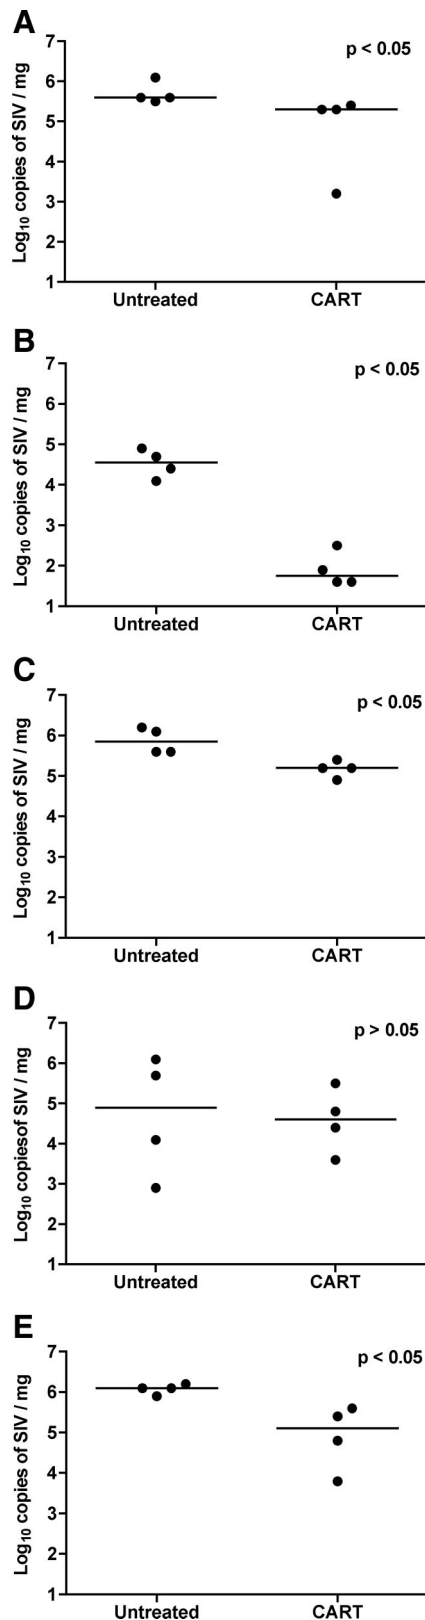 A
p < 0.05
Log10 copies of SIV / mg
7
6
5
4
3
2
1
Untreated CART
B
p < 0.05
Log10 copies of SIV / mg
7
6
5
4
3
2
1
Untreated CART
C
p < 0.05
Log10 copies of SIV / mg
7
6
5
4
3
2
1
Untreated CART
D
p > 0.05
Log10 copiesof SIV / mg
7
6
5
4
3
2
1
Untreated CART
E
p < 0.05
Log10 copies of SIV / mg
7
6
5
4
3
2
1
Untreated CART